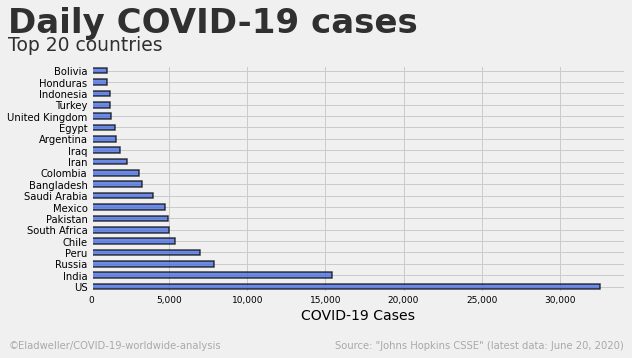 Daily COVID-19 cases
Top 20 countries
Bolivia
Honduras
Indonesia
Turkey
United Kingdom
Egypt
Argentina
Iraq
Iran
Colombia
Bangladesh
Saudi Arabia
Mexico
Pakistan
South Africa
Chile
Peru
Russia
India
US
0 5,000 10,000 15,000 20,000 25,000 30,000
COVID-19 Cases
©Eladweller/COVID-19-worldwide-analysis Source: "Johns Hopkins CSSE" (latest data: June 20, 2020)